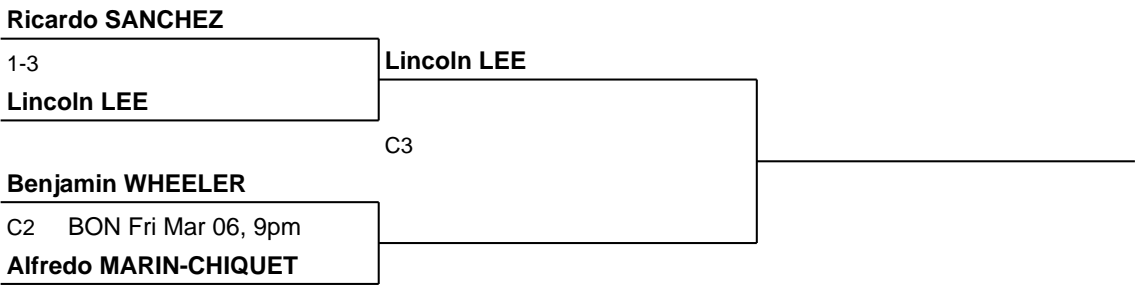 Ricardo SANCHEZ
1-3
Lincoln LEE
Lincoln LEE
C3
Benjamin WHEELER
C2 BON Fri Mar 06, 9pm
Alfredo MARIN-CHIQUET